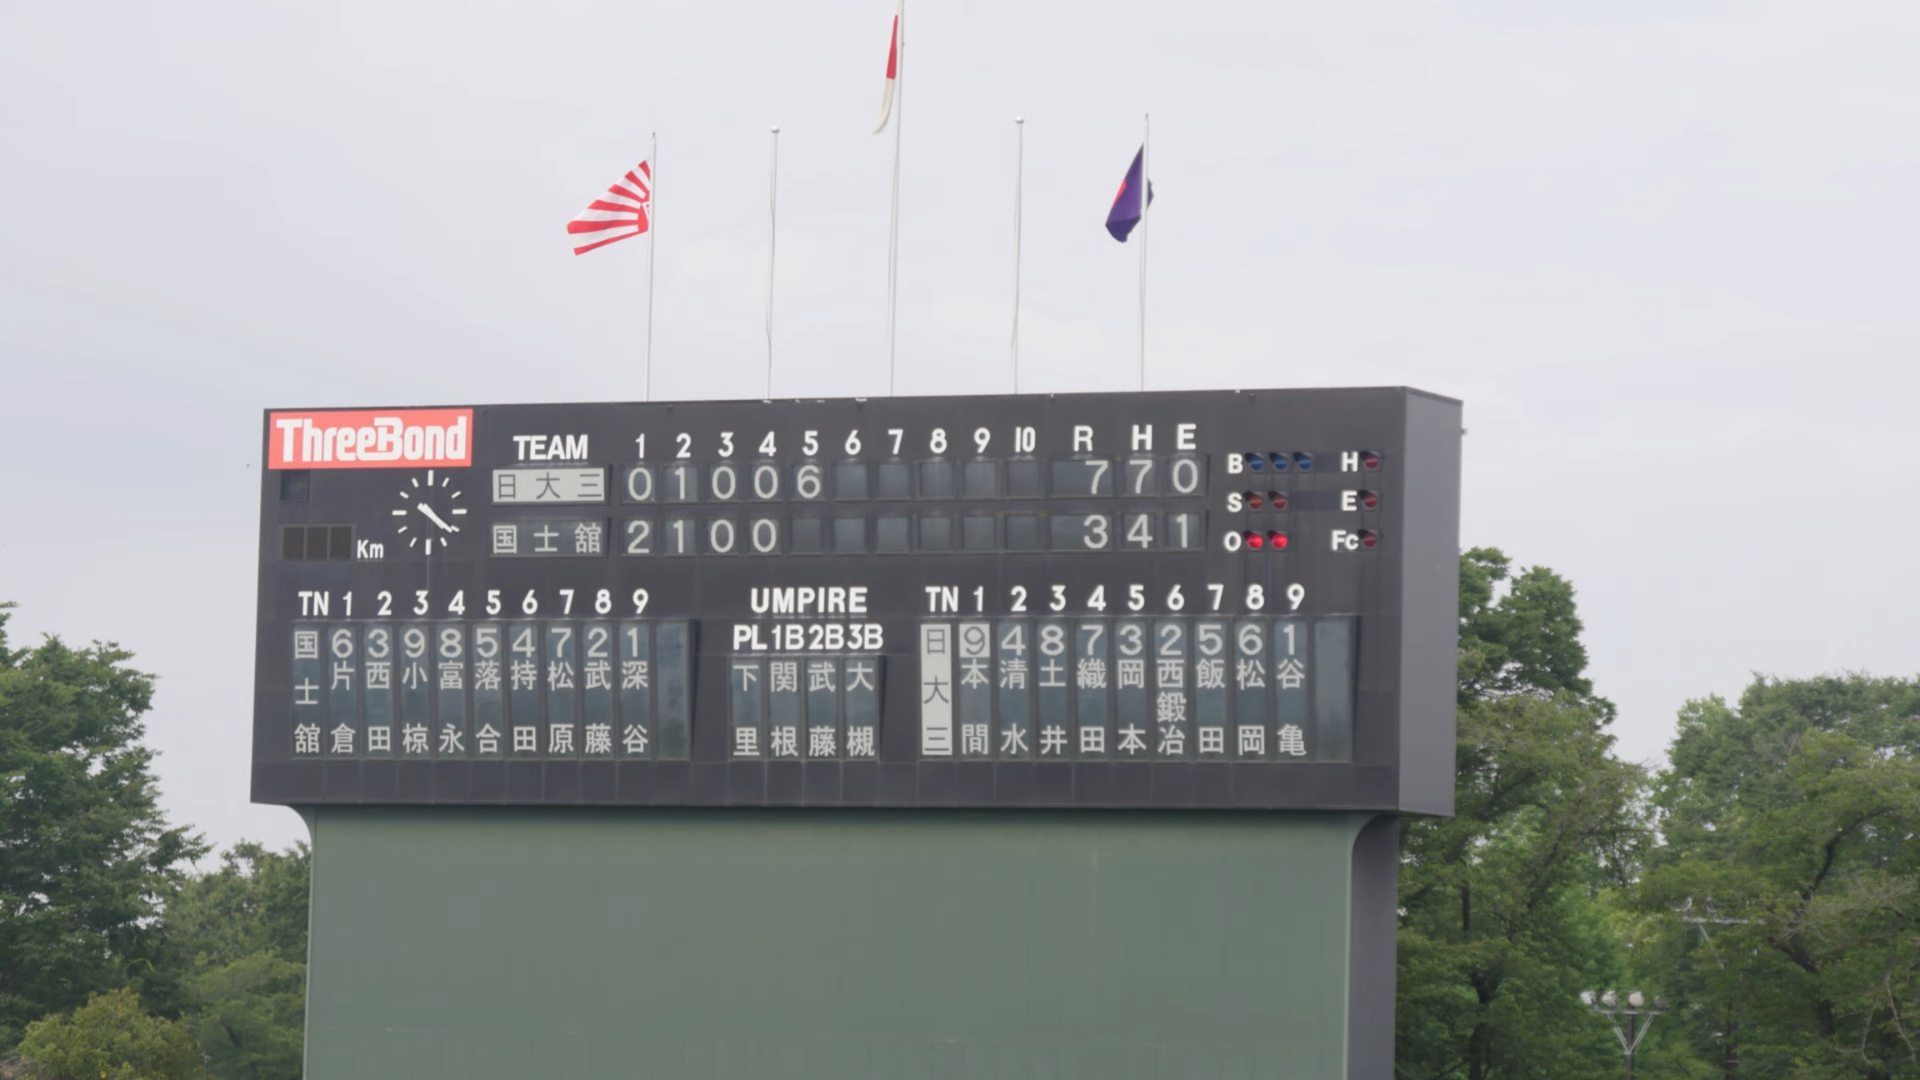 ThreeBond
TEAM 1 2 3 4 5 6 7 8 9 10 R H E
日大三 0 1 0 0 6 7 7 0
国士舘 2 1 0 0 3 4 1
B H
S E
O Fc
Km
TN 1 2 3 4 5 6 7 8 9
国士舘
6 片倉
3 西田
9 小椋
8 富永
5 落合
4 持田
7 松原
2 武藤
1 深谷
UMPIRE
PL 1B 2B 3B
下里
関根
武藤
大槻
TN 1 2 3 4 5 6 7 8 9
日大三
9 本間
4 清水
8 土井
7 織田
3 岡本
2 西鍛冶
5 飯田
6 松岡
1 谷亀